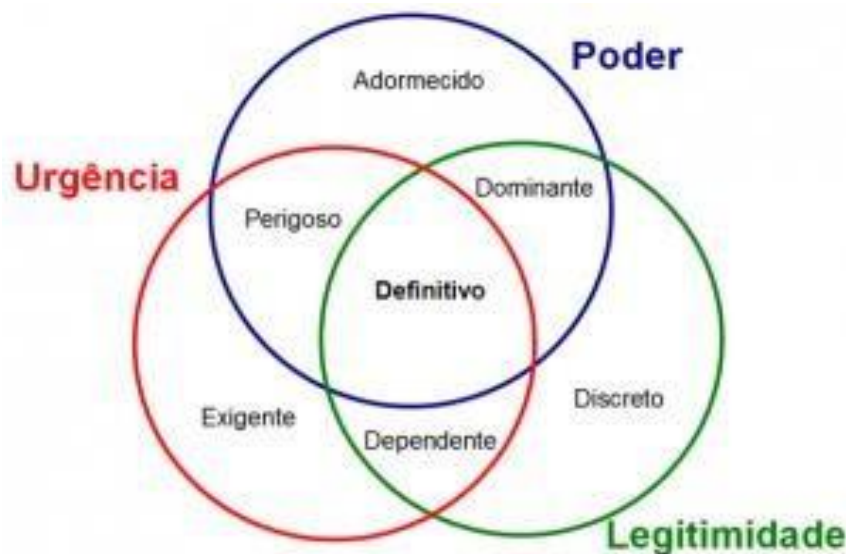 Poder
Adormecido
Urgência
Dominante
Perigoso
Definitivo
Discreto
Exigente
Dependente
Legitimidade